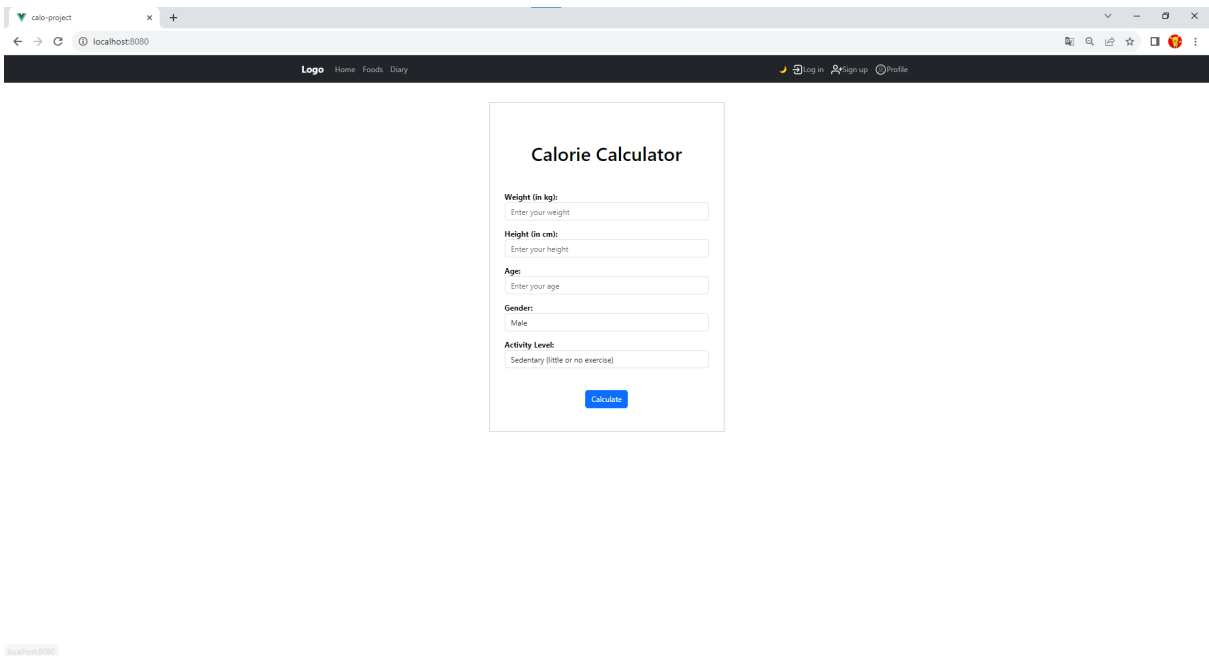 calo-project
localhost:8080
Logo Home Foods Diary Log in Sign up Profile
Calorie Calculator
Weight (in kg):
Enter your weight
Height (in cm):
Enter your height
Age:
Enter your age
Gender:
Male
Activity Level:
Sedentary (little or no exercise)
Calculate
localhost:8080